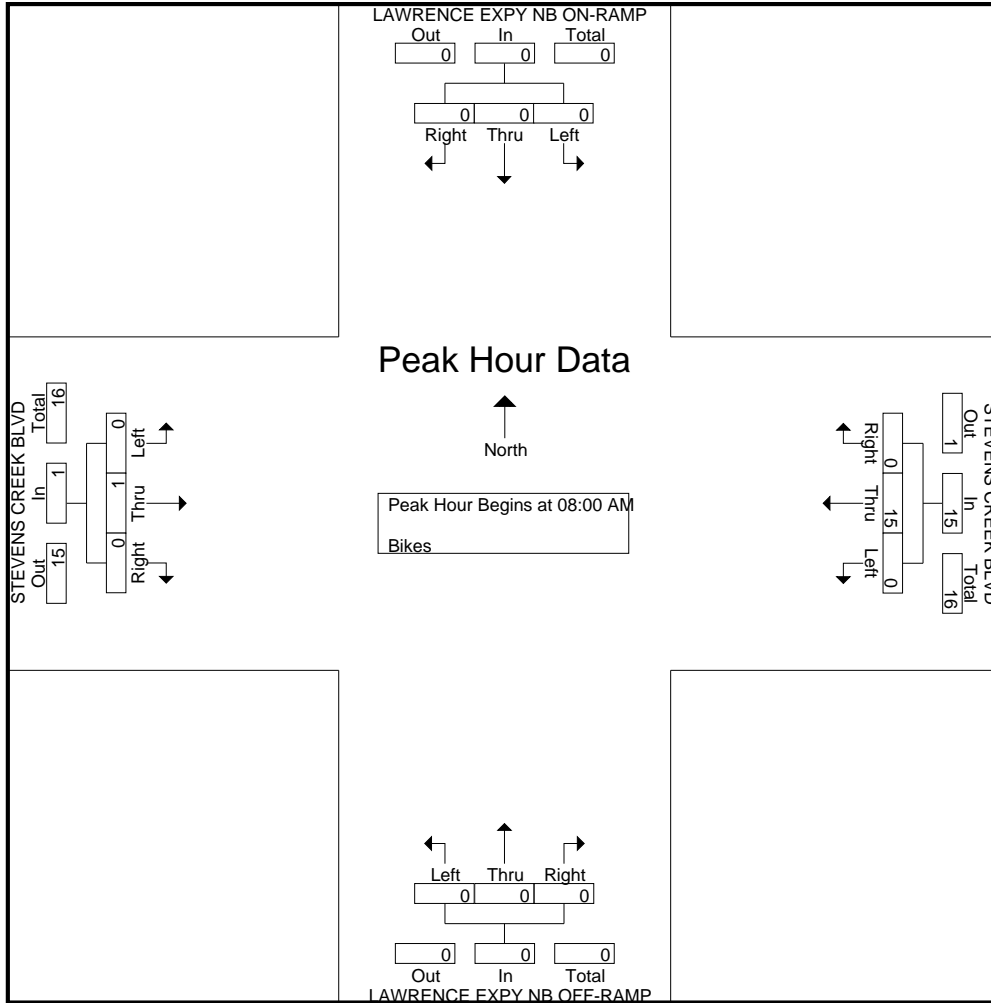 LAWRENCE EXPY NB ON-RAMP
Out In Total
0 0 0
0 0 0
Right Thru Left
Peak Hour Data
North
Peak Hour Begins at 08:00 AM
Bikes
STEVENS CREEK BLVD
Out In Total
15 1 16
0 1 0
Right Thru Left
STEVENS CREEK BLVD
Out In Total
1 15 16
0 15 0
Right Thru Left
Left Thru Right
0 0 0
0 0 0
Out In Total
LAWRENCE EXPY NB OFF-RAMP